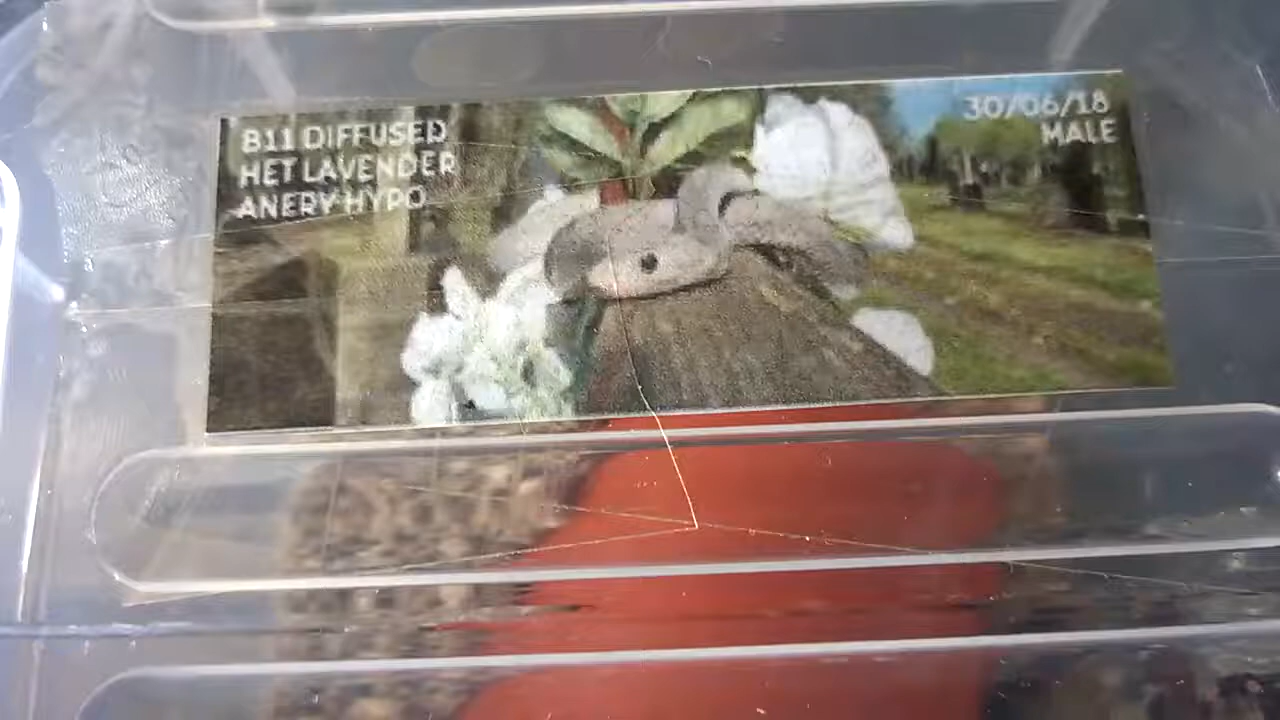 B11 DIFFUSED
HET LAVENDER
ANERY HYPO
30/06/18
MALE